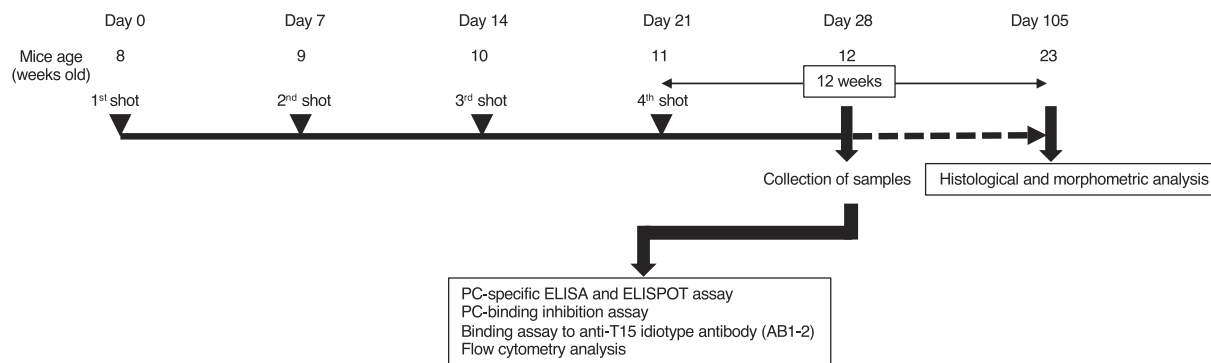 Day 0 Day 7 Day 14 Day 21 Day 28 Day 105
Mice age
(weeks old) 8 9 10 11 12 23
12 weeks
1st shot 2nd shot 3rd shot 4th shot
Collection of samples Histological and morphometric analysis
PC-specific ELISA and ELISPOT assay
PC-binding inhibition assay
Binding assay to anti-T15 idiotype antibody (AB1-2)
Flow cytometry analysis